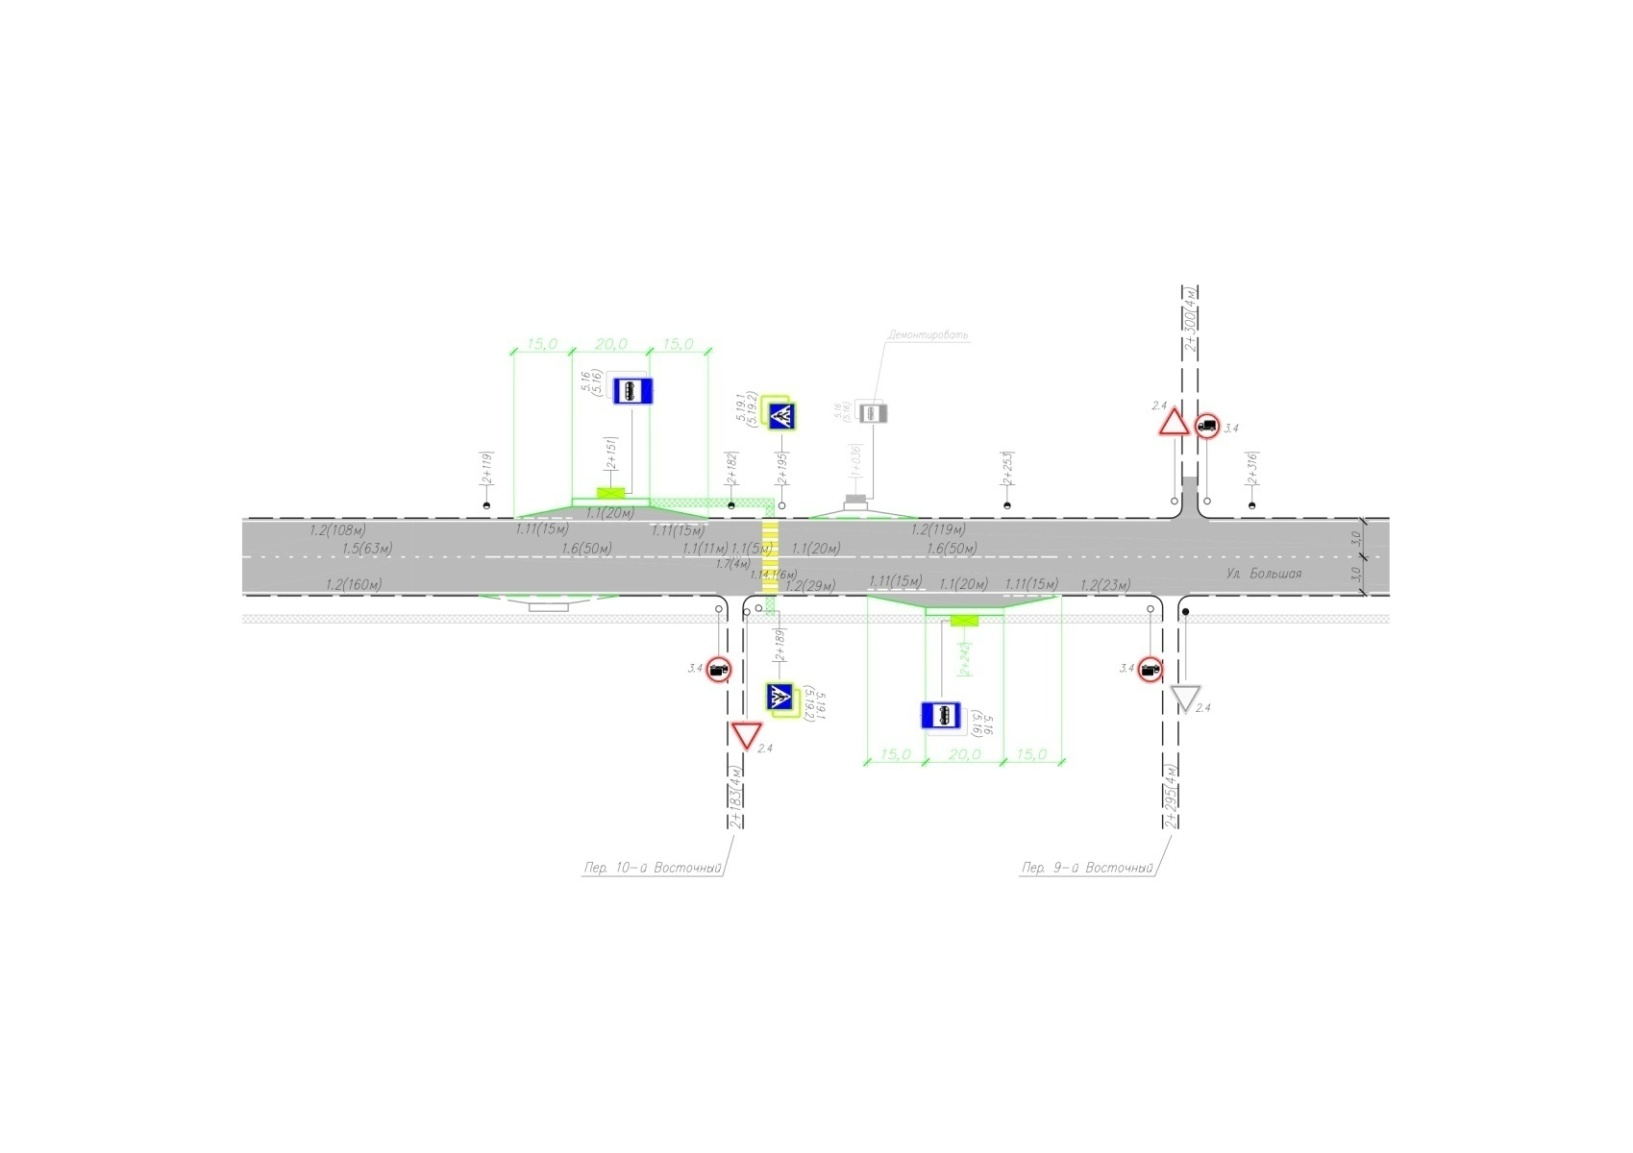 2+300(4м)
Демонтировать
15,0 20,0 15,0
5.16
(5.16)
5.19.1
(5.19.2)
5.16
(5.16)
2.4
3.4
2+119
2+151
2+182
2+195
1+036
2+253
2+316
1.2(108м)
1.11(15м)
1.1(20м)
1.11(15м)
1.2(119м)
1.5(63м)
1.6(50м)
1.1(11м)
1.1(5м)
1.1(20м)
1.6(50м)
3,0
1.7(4м)
1.14.1(6м)
Ул. Большая
3,0
1.2(160м)
1.2(29м)
1.11(15м)
1.1(20м)
1.11(15м)
1.2(23м)
2+189
2+242
3.4
3.4
5.19.1
(5.19.2)
5.16
(5.16)
2.4
2.4
15,0 20,0 15,0
2+183(4м)
2+295(4м)
Пер. 10-й Восточный
Пер. 9-й Восточный